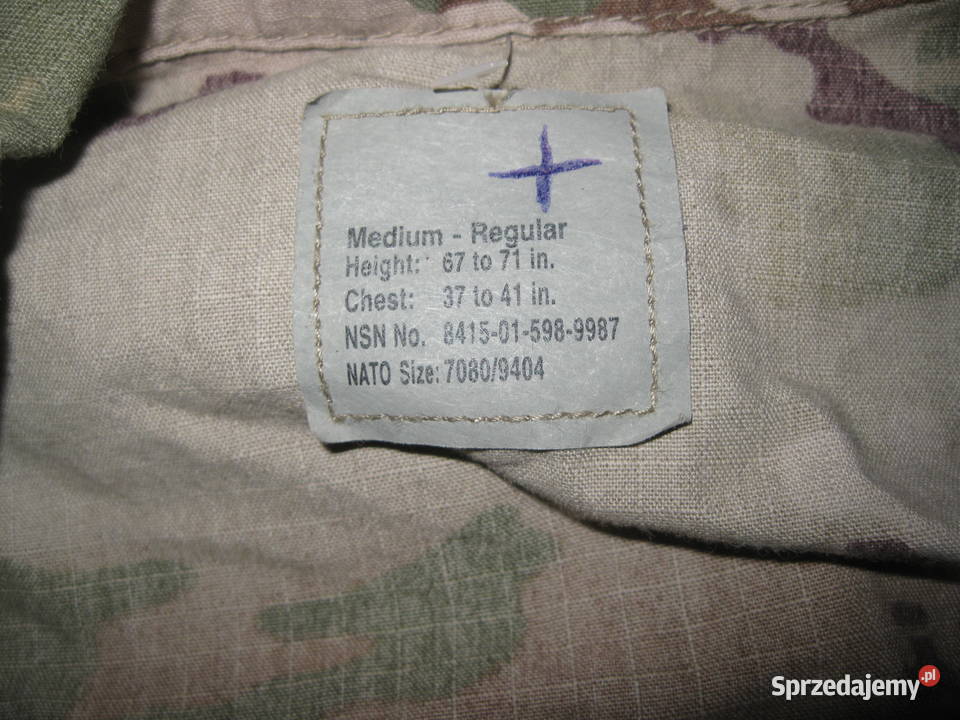 Medium - Regular
Height: 67 to 71 in.
Chest: 37 to 41 in.
NSN No. 8415-01-598-9987
NATO Size: 7080/9404
Sprzedajemy.pl